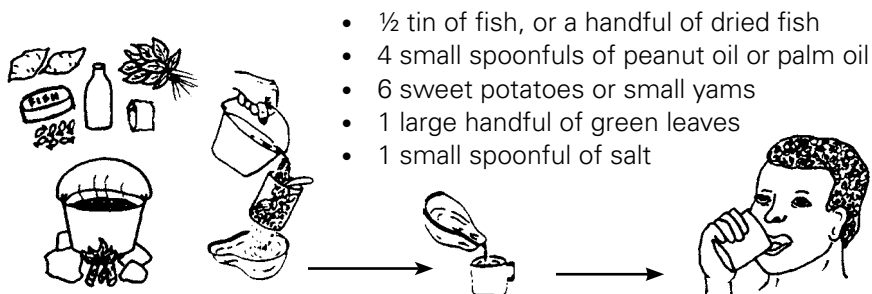 • ½ tin of fish, or a handful of dried fish
• 4 small spoonfuls of peanut oil or palm oil
• 6 sweet potatoes or small yams
• 1 large handful of green leaves
• 1 small spoonful of salt
FISH